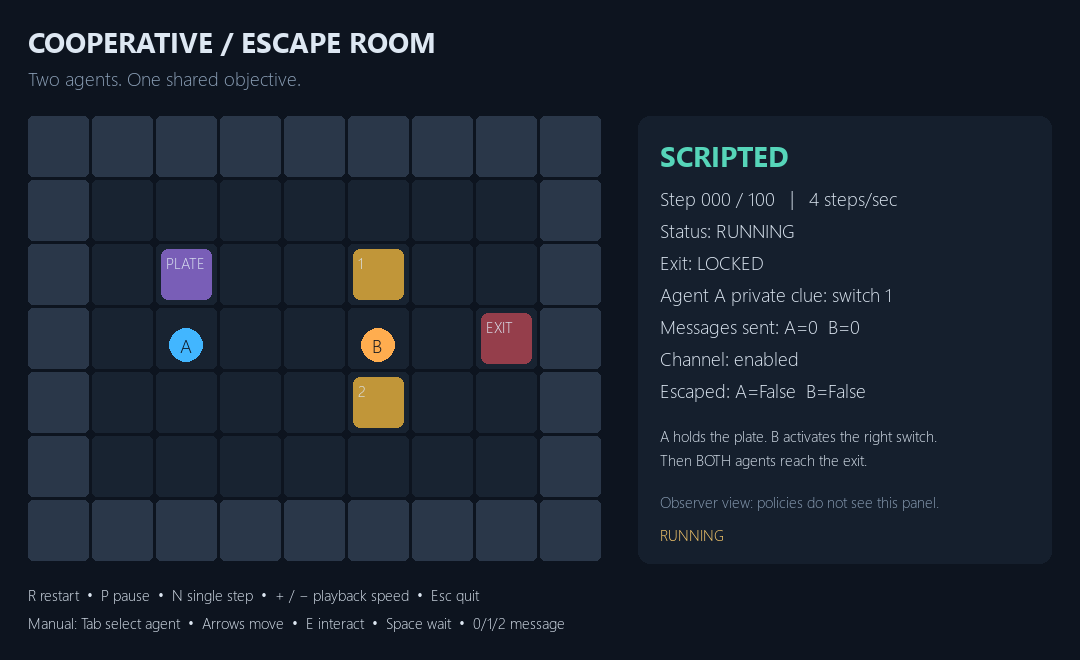 COOPERATIVE / ESCAPE ROOM
Two agents. One shared objective.
PLATE
1
A
B
EXIT
2
SCRIPTED
Step 000 / 100 | 4 steps/sec
Status: RUNNING
Exit: LOCKED
Agent A private clue: switch 1
Messages sent: A=0 B=0
Channel: enabled
Escaped: A=False B=False
A holds the plate. B activates the right switch.
Then BOTH agents reach the exit.
Observer view: policies do not see this panel.
RUNNING
R restart • P pause • N single step • + / − playback speed • Esc quit
Manual: Tab select agent • Arrows move • E interact • Space wait • 0/1/2 message